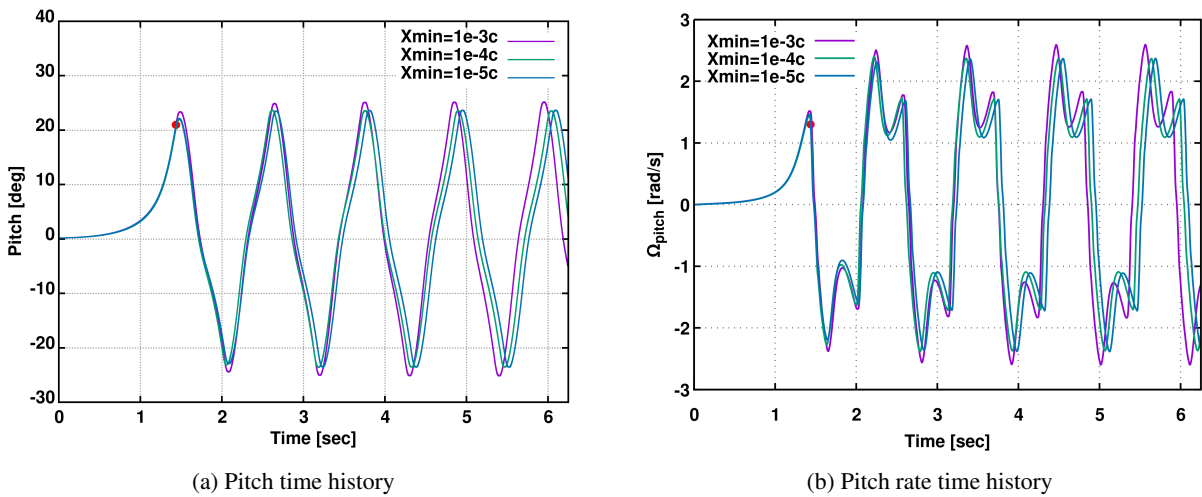 40
30
20
10
0
-10
-20
-30
Pitch [deg]
Xmin=1e-3c
Xmin=1e-4c
Xmin=1e-5c
0 1 2 3 4 5 6
Time [sec]
(a) Pitch time history
3
2
1
0
-1
-2
-3
Ωpitch [rad/s]
Xmin=1e-3c
Xmin=1e-4c
Xmin=1e-5c
0 1 2 3 4 5 6
Time [sec]
(b) Pitch rate time history